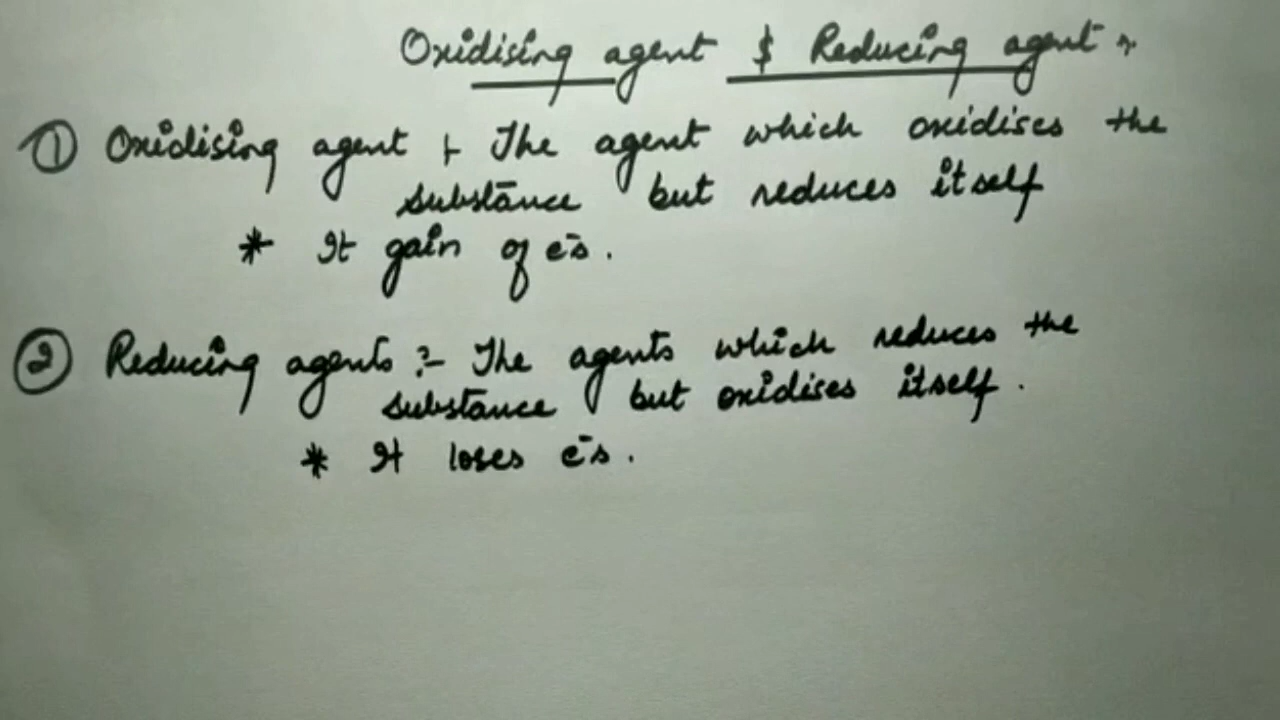 Oxidising agent $ Reducing agent :-
① Oxidising agent :- The agent which oxidises the
substance but reduces itself
* It gain of e⁻s.
② Reducing agents :- The agents which reduces the
substance but oxidises itself.
* It loses e⁻s.